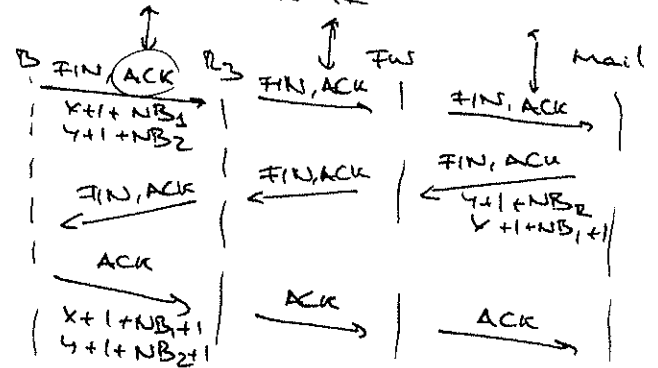 B FIN, ACK R3 FIN, ACK FW FIN, ACK Mail
x+1+NB1
y+1+NB2
FIN, ACK FIN, ACK FIN, ACK
y+1+NB2
x+1+NB1+1
ACK ACK ACK
x+1+NB1+1
y+1+NB2+1